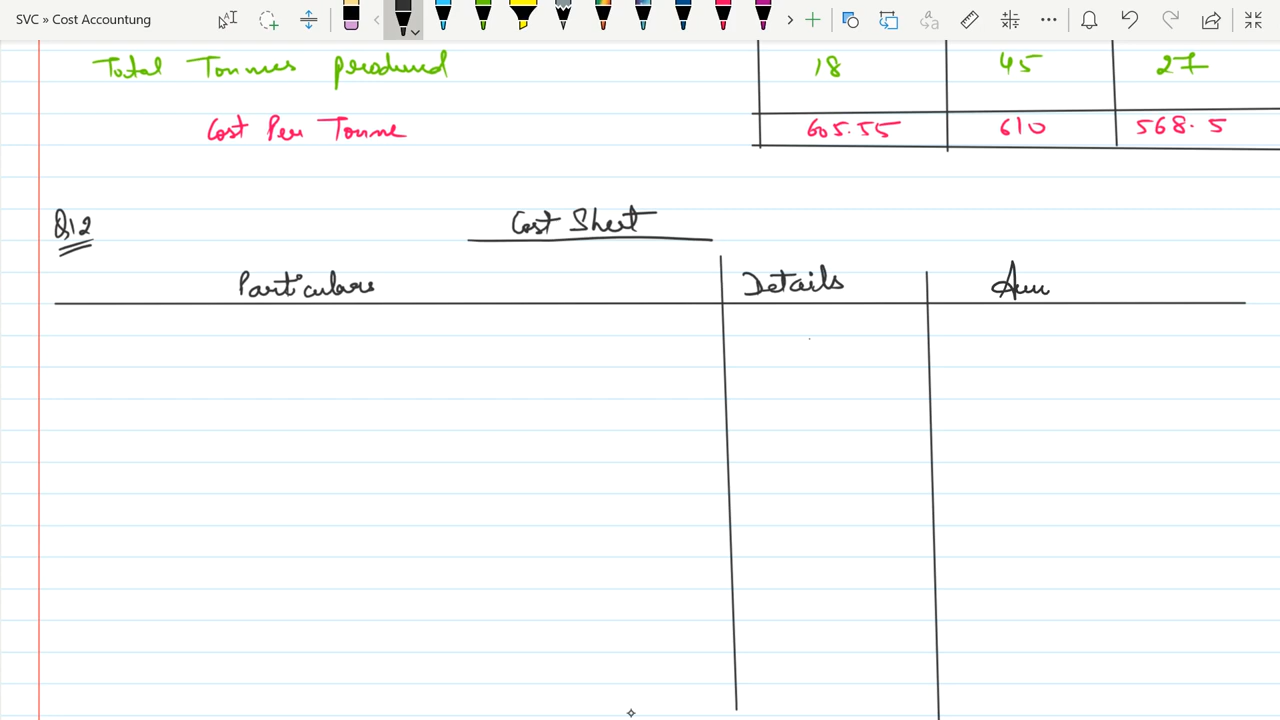 SVC » Cost Accountung
Total Tonnes produced 18 45 27
Cost Per Tonne 605.55 610 568.5
Q12 Cost Sheet
Particulars Details Am